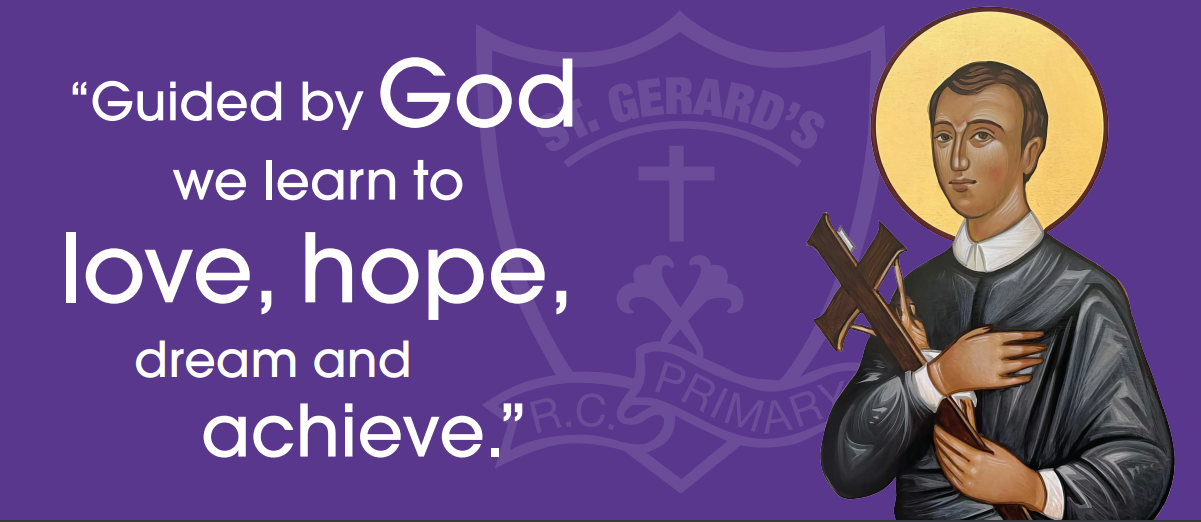 “Guided by God
we learn to
love, hope,
dream and
achieve.”
ST. GERARD'S
R.C. PRIMARY